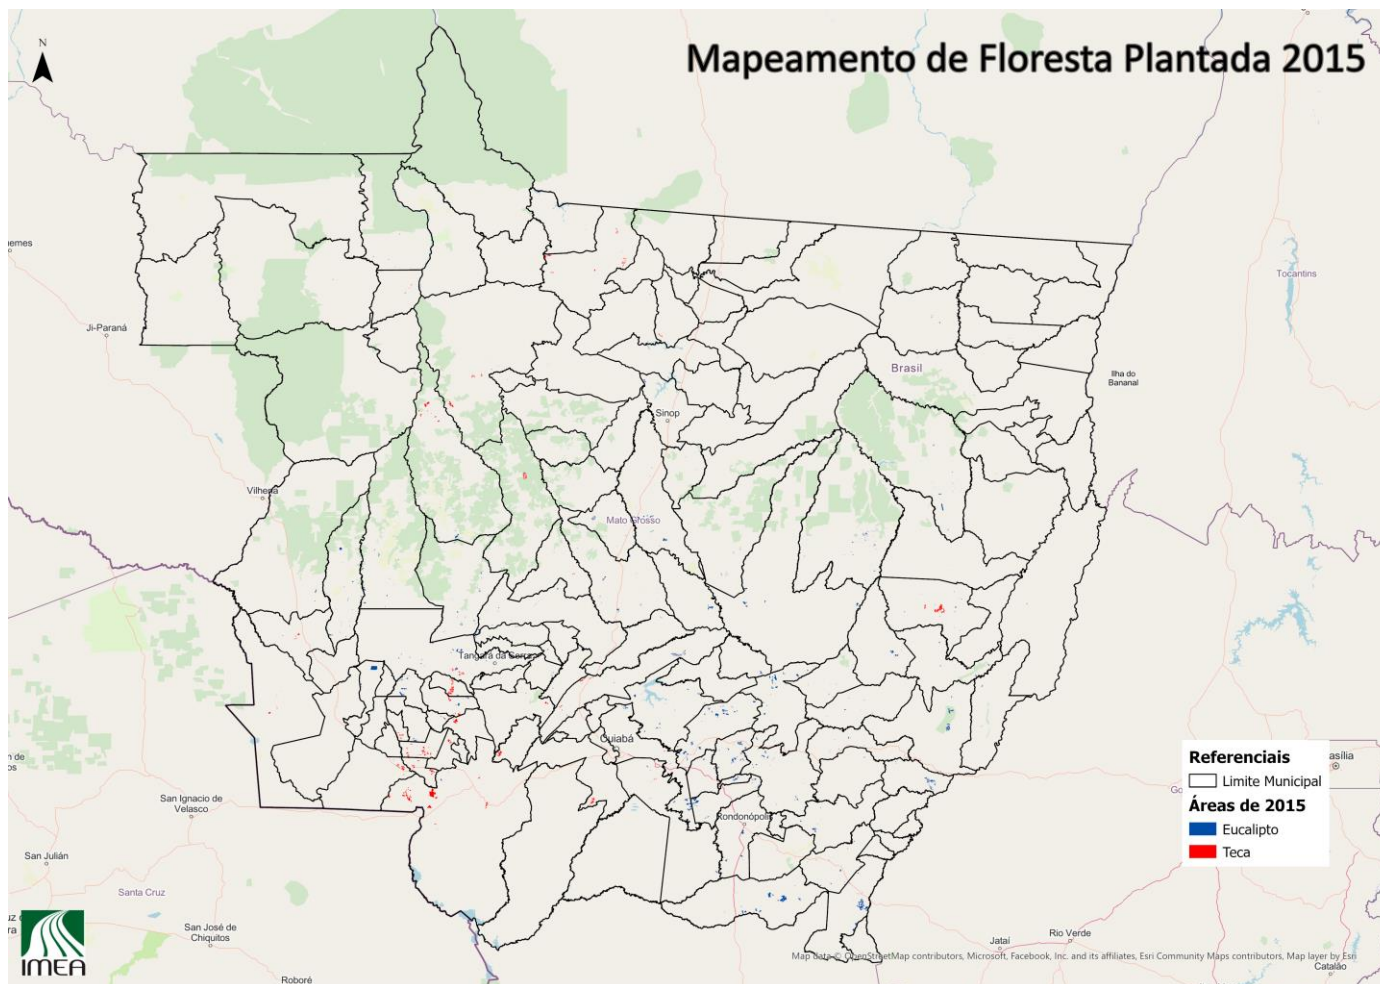 N
Mapeamento de Floresta Plantada 2015
emes
Tocantins
Ji-Paraná
Brasil
Ilha do
Bananal
Sinop
Vilhena
Mato Grosso
Tangará da Serra
Cuiabá
San Ignacio de
Velasco
Rondonópolis
San Julián
Santa Cruz
San José de
Chiquitos
Roboré
Jataí
Rio Verde
Catalão
asília
Referenciais
Limite Municipal
Áreas de 2015
Eucalipto
Teca
IMEA
Map data © OpenStreetMap contributors, Microsoft, Facebook, Inc. and its affiliates, Esri Community Maps contributors, Map layer by Esri